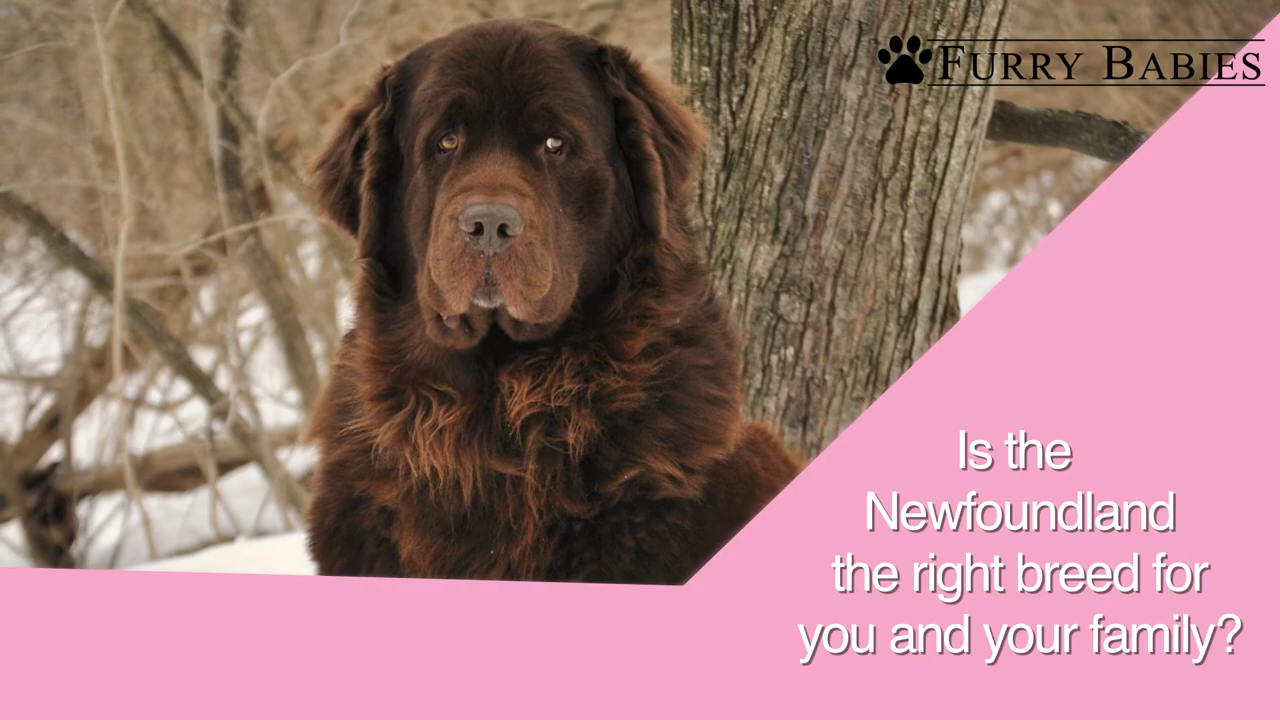 FURRY BABIES
Is the
Newfoundland
the right breed for
you and your family?